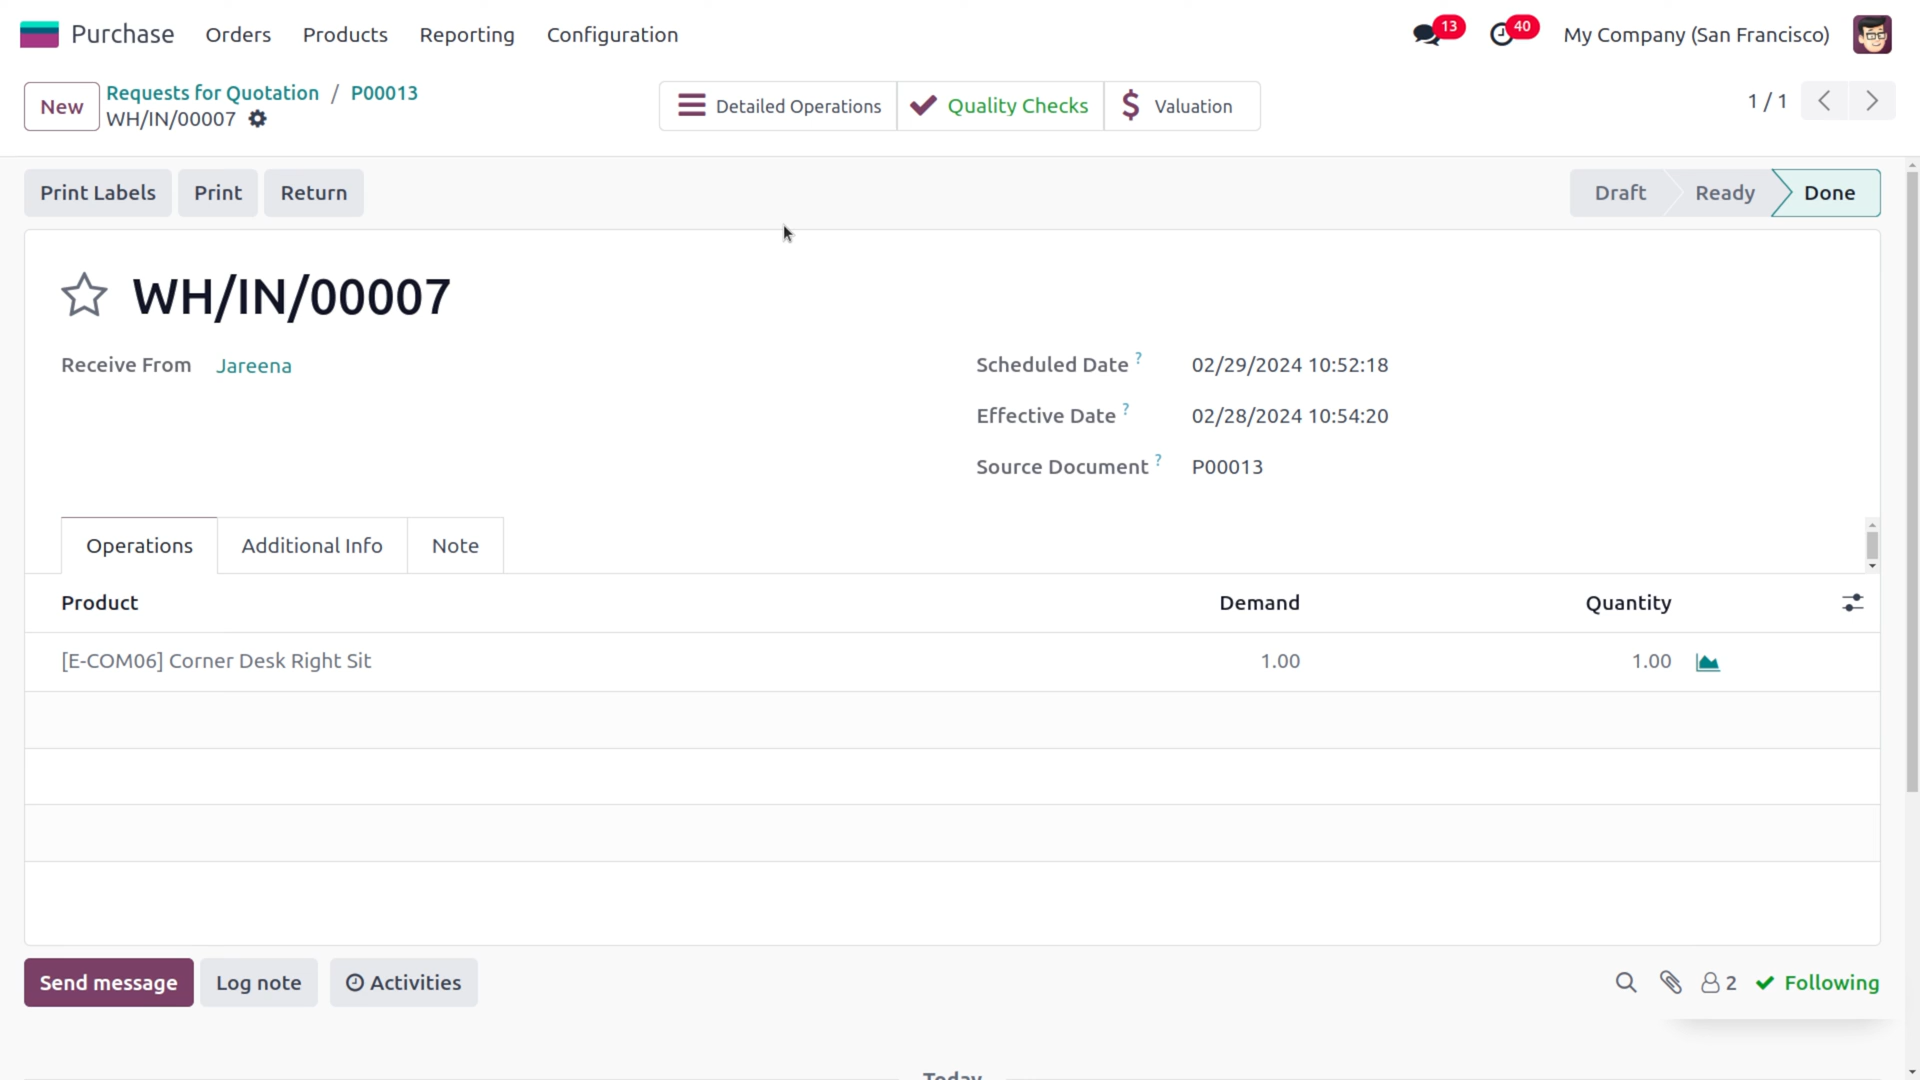 Purchase Orders Products Reporting Configuration 13 40 My Company (San Francisco)
New Requests for Quotation / P00013
WH/IN/00007
Detailed Operations Quality Checks $ Valuation 1 / 1
Print Labels Print Return Draft Ready Done
WH/IN/00007
Receive From Jareena
Scheduled Date ? 02/29/2024 10:52:18
Effective Date ? 02/28/2024 10:54:20
Source Document ? P00013
Operations Additional Info Note
Product Demand Quantity
[E-COM06] Corner Desk Right Sit 1.00 1.00
Send message Log note Activities 2 Following
Today